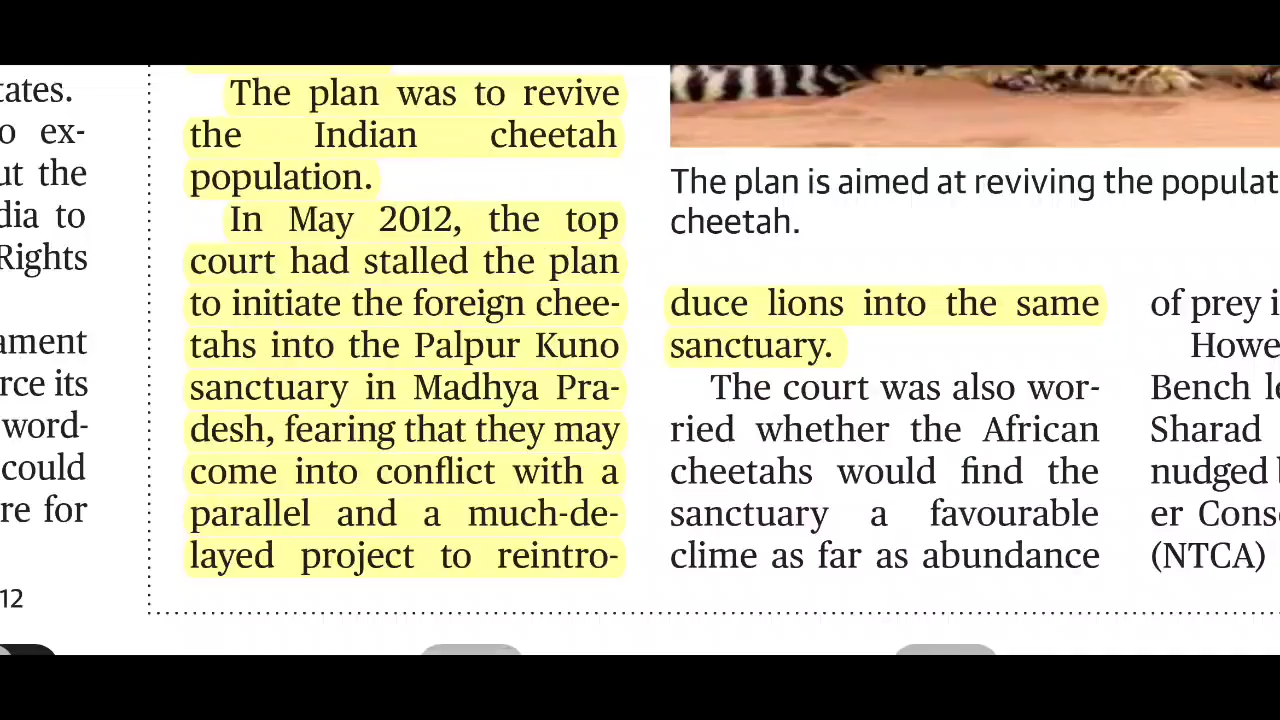 tates.
o ex-
ut the
dia to
Rights
ament
rce its
word-
could
re for
12
The plan was to revive
the Indian cheetah
population.
In May 2012, the top
court had stalled the plan
to initiate the foreign chee-
tahs into the Palpur Kuno
sanctuary in Madhya Pra-
desh, fearing that they may
come into conflict with a
parallel and a much-de-
layed project to reintro-
The plan is aimed at reviving the populat
cheetah.
duce lions into the same
sanctuary.
The court was also wor-
ried whether the African
cheetahs would find the
sanctuary a favourable
clime as far as abundance
of prey i
Howe
Bench le
Sharad
nudged
er Conse
(NTCA)